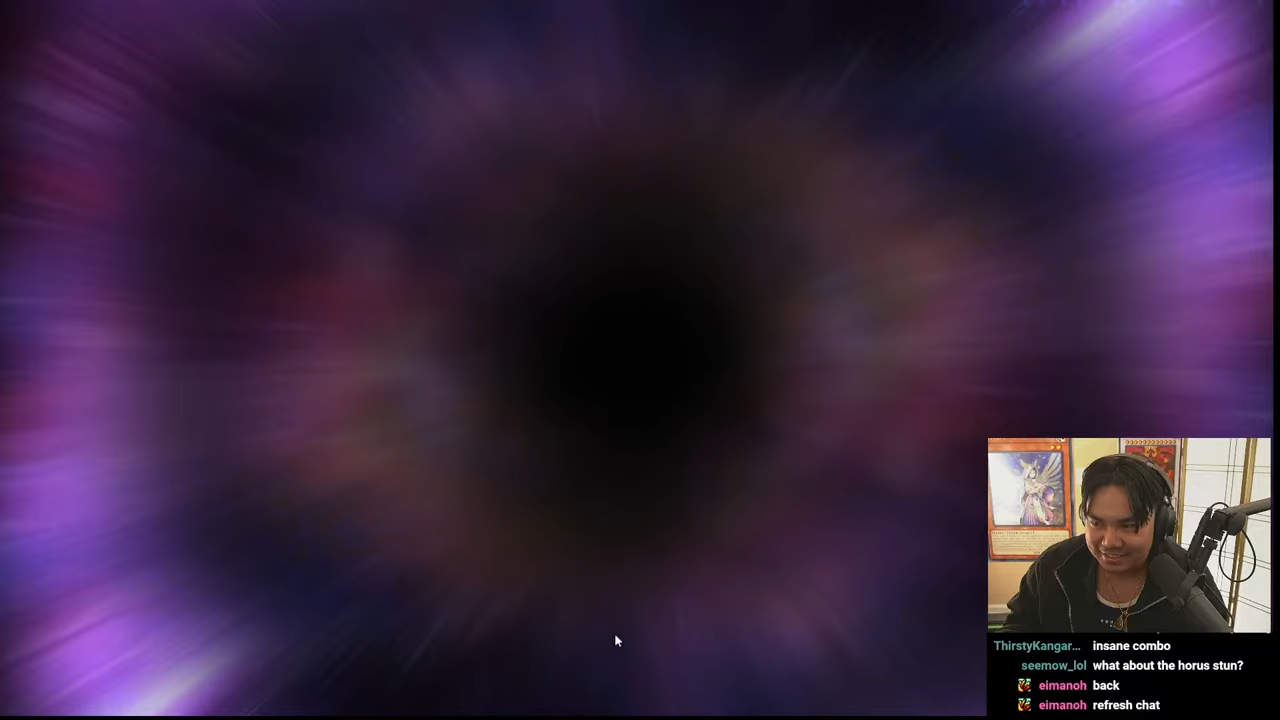 ThirstyKangar... insane combo
seemow_lol what about the horus stun?
eimanoh back
eimanoh refresh chat